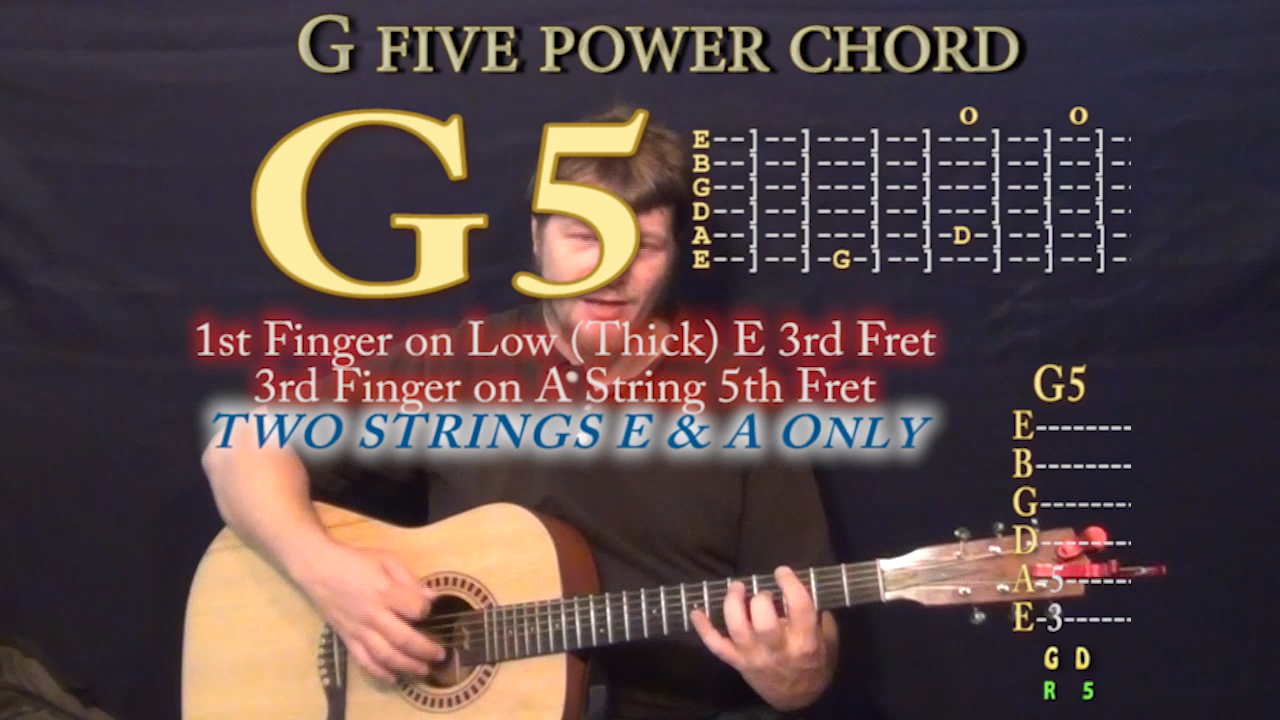 G FIVE POWER CHORD
G5
O O
E--]--]---]--]---]--]--]--
B--]--]---]--]---]--]--]--
G--]--]---]--]---]--]--]--
D--]--]---]--]---]--]--]--
A--]--]---]--]-D-]--]--]--
E--]--]-G-]--]---]--]--]--
1st Finger on Low (Thick) E 3rd Fret
3rd Finger on A String 5th Fret
TWO STRINGS E & A ONLY
G5
E--------
B--------
G--------
D--------
A-5------
E-3------
G D
R 5